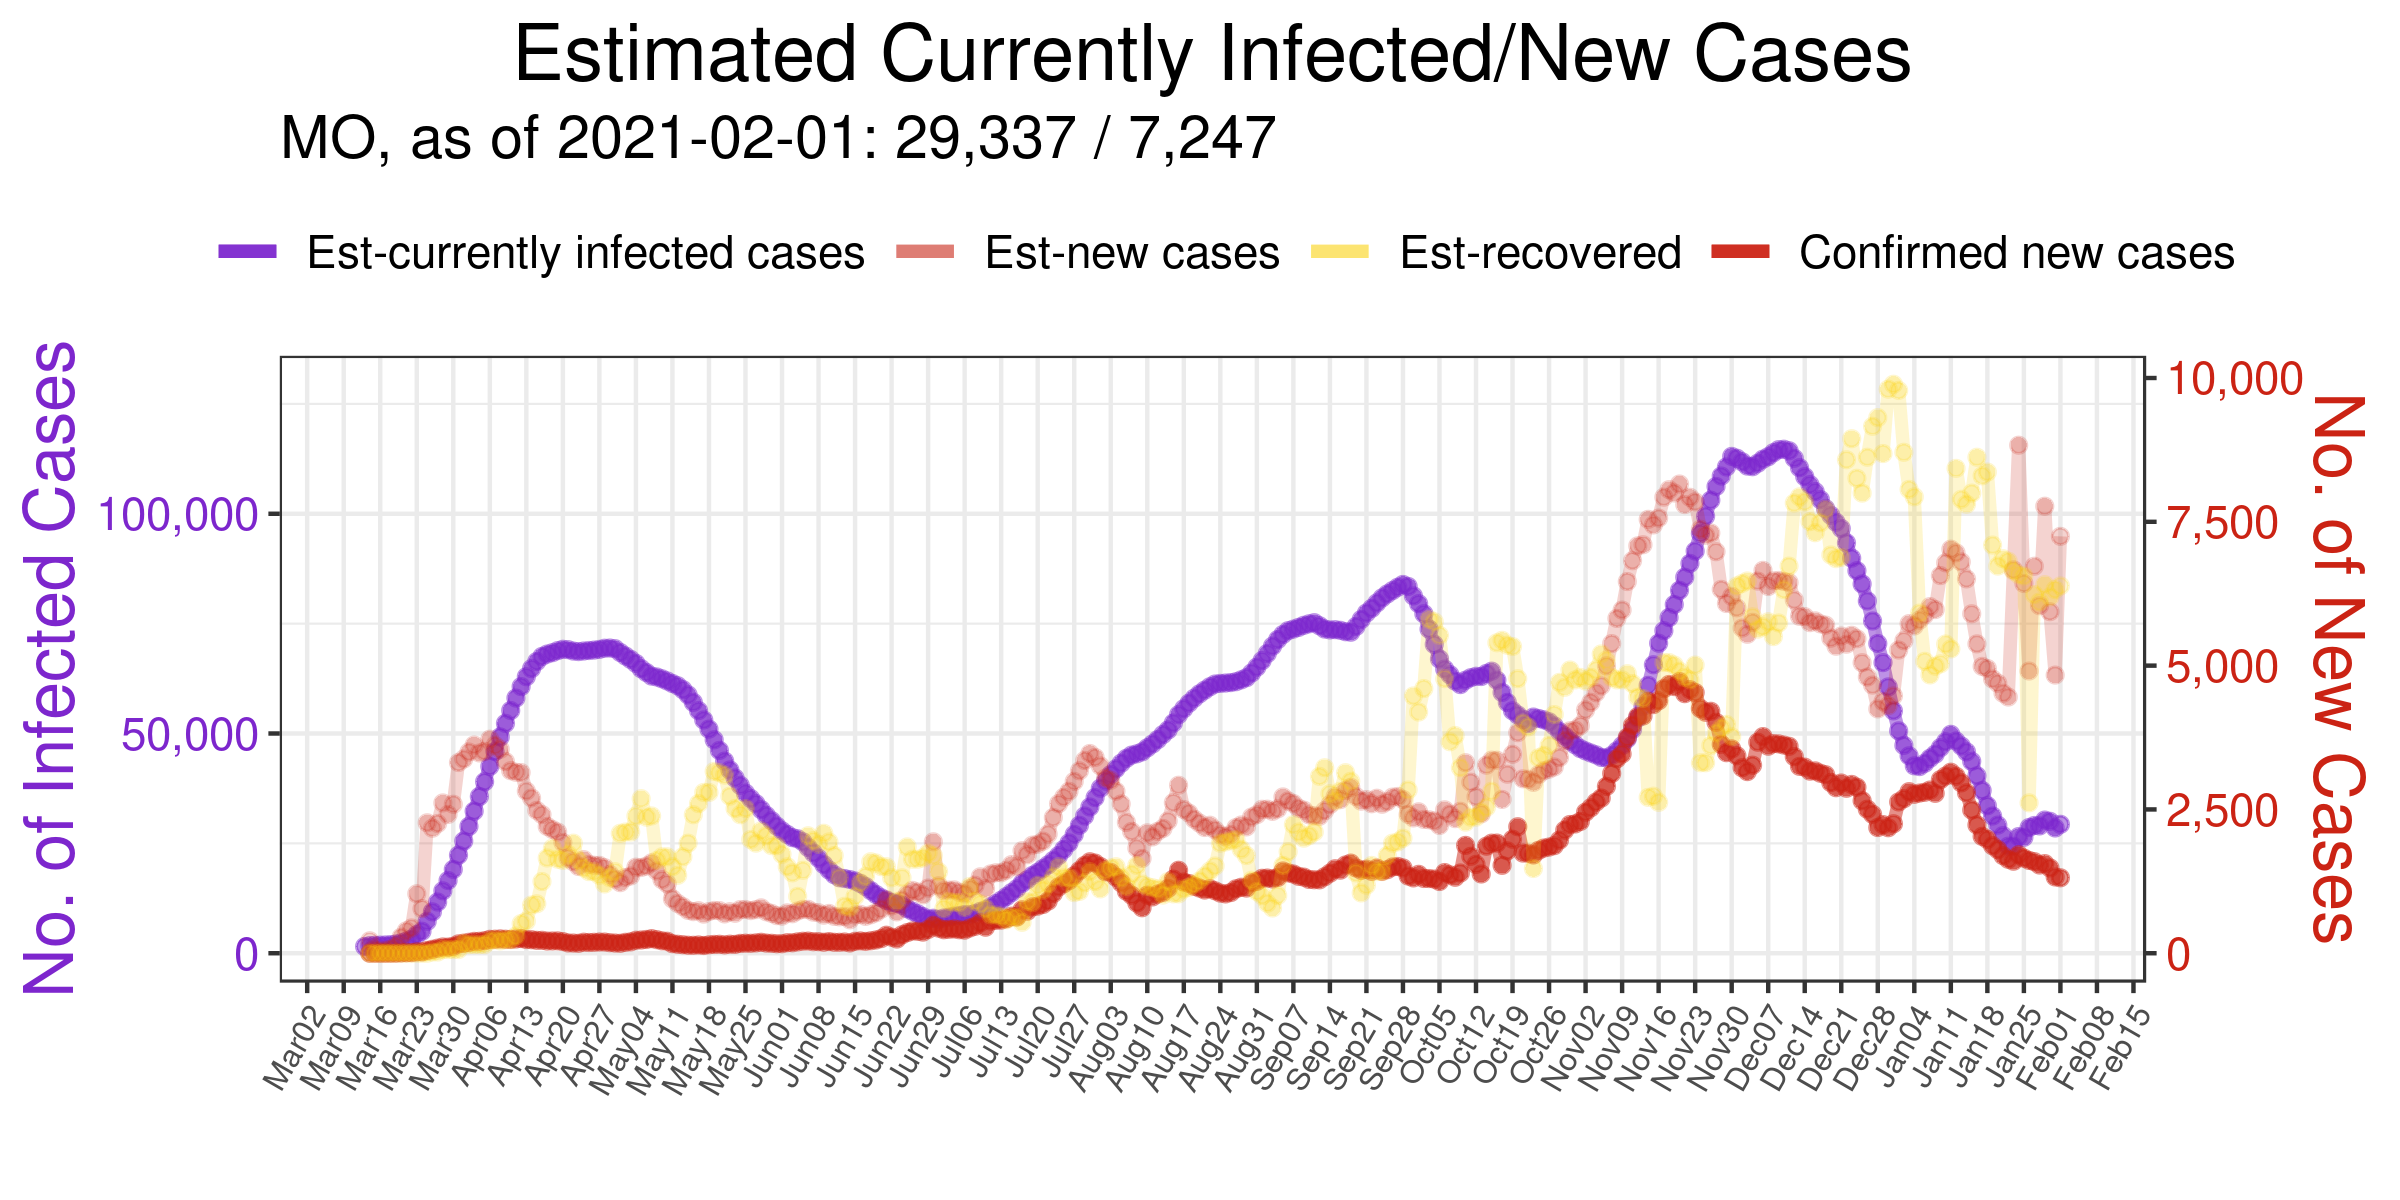 Estimated Currently Infected/New Cases
MO, as of 2021-02-01: 29,337 / 7,247
Est-currently infected cases
Est-new cases
Est-recovered
Confirmed new cases
No. of Infected Cases
100,000
50,000
0
10,000
7,500
5,000
2,500
0
No. of New Cases
Mar02
Mar09
Mar16
Mar23
Mar30
Apr06
Apr13
Apr20
Apr27
May04
May11
May18
May25
Jun01
Jun08
Jun15
Jun22
Jun29
Jul06
Jul13
Jul20
Jul27
Aug03
Aug10
Aug17
Aug24
Aug31
Sep07
Sep14
Sep21
Sep28
Oct05
Oct12
Oct19
Oct26
Nov02
Nov09
Nov16
Nov23
Nov30
Dec07
Dec14
Dec21
Dec28
Jan04
Jan11
Jan18
Jan25
Feb01
Feb08
Feb15